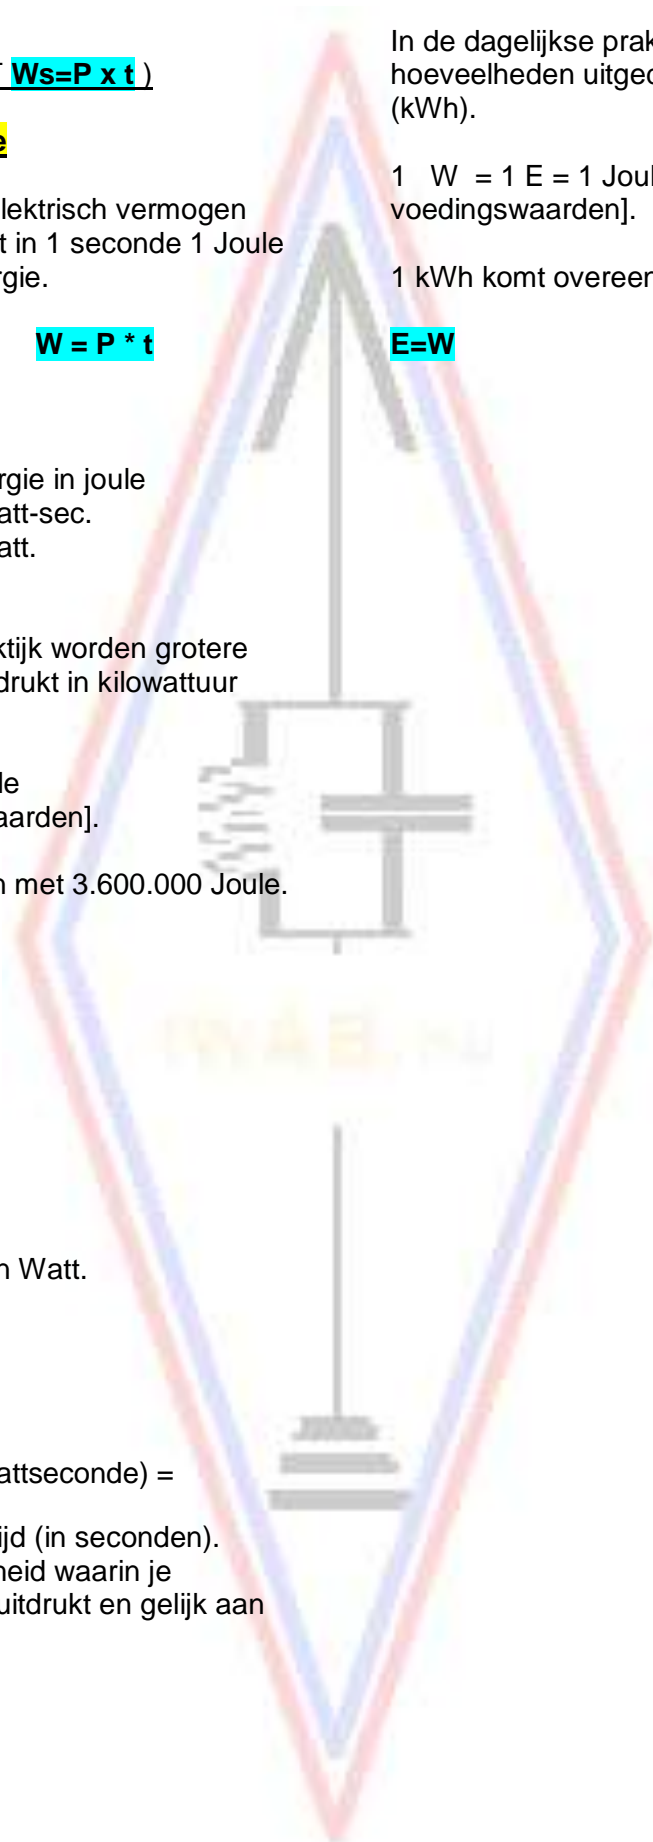 ( Ws=P x t )
e
lektrisch vermogen
t in 1 seconde 1 Joule
rgie.
W = P * t
rgie in joule
att-sec.
att.
ktijk worden grotere
drukt in kilowattuur
le
aarden].
n met 3.600.000 Joule.
n Watt.
attseconde) =
ijd (in seconden).
heid waarin je
uitdrukt en gelijk aan
In de dagelijkse prak
hoeveelheden uitged
(kWh).
1 W = 1 E = 1 Joul
voedingswaarden].
1 kWh komt overeen
E=W